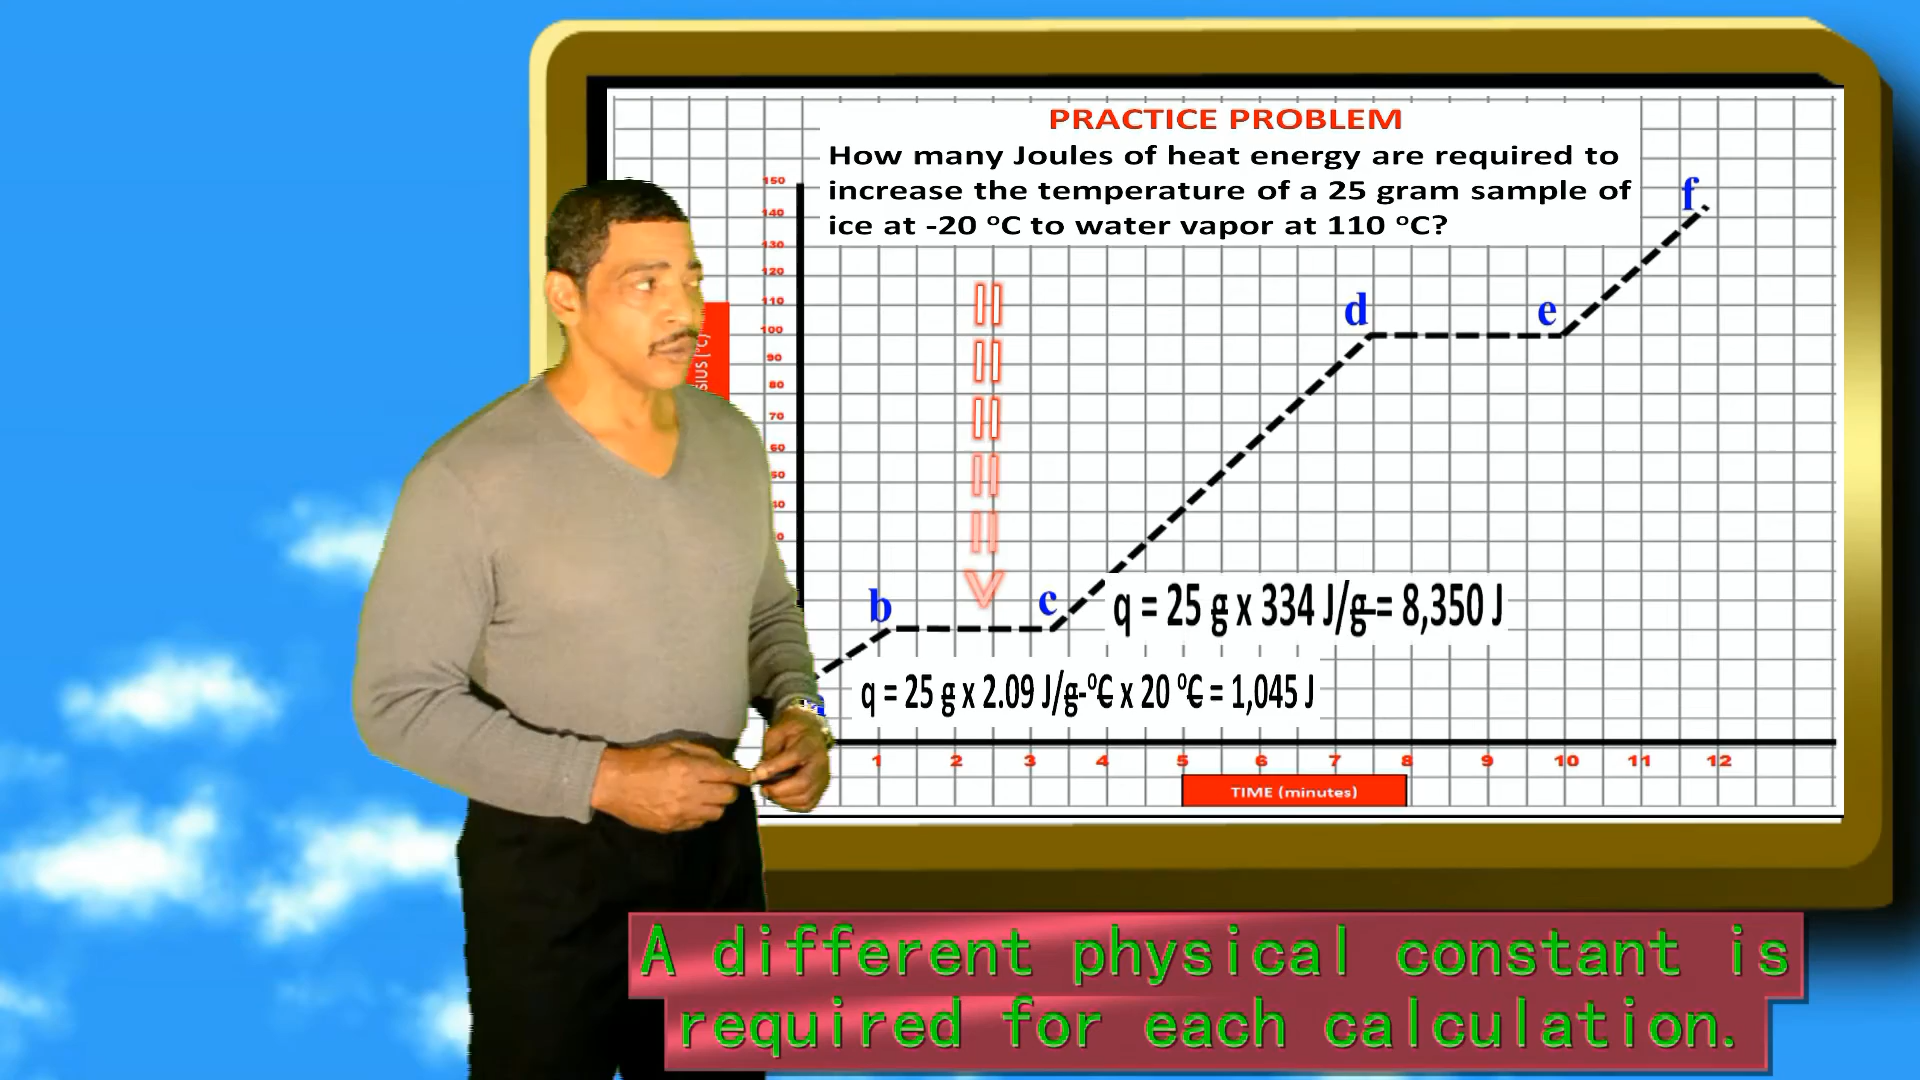 PRACTICE PROBLEM
How many Joules of heat energy are required to
increase the temperature of a 25 gram sample of
ice at -20 °C to water vapor at 110 °C?
150
140
130
120
110
100
90
80
70
60
50
40
f
d
e
b
c
q = 25 g x 334 J/g = 8,350 J
q = 25 g x 2.09 J/g-°C x 20 °C = 1,045 J
1 2 3 4 5 6 7 8 9 10 11 12
TIME (minutes)
A different physical constant is
required for each calculation.